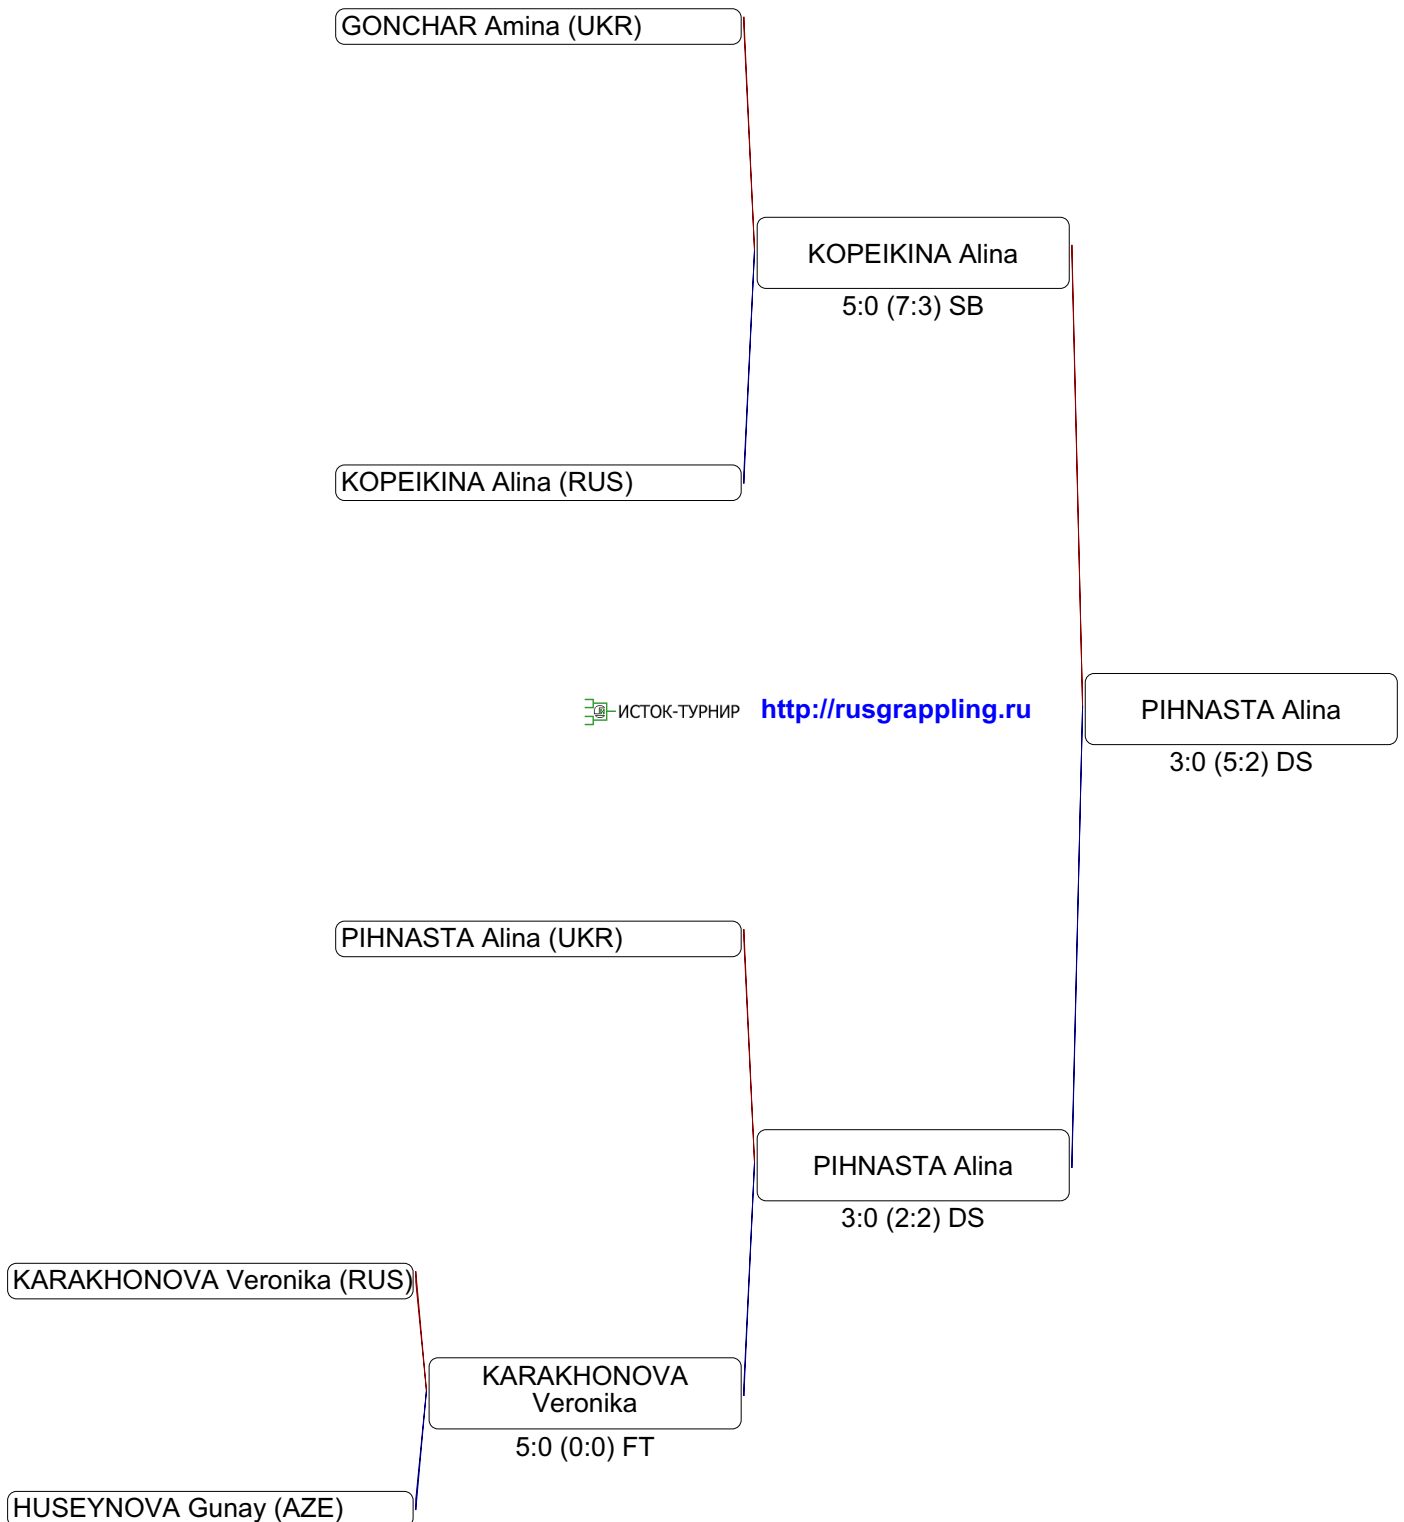 GONCHAR Amina (UKR)
KOPEIKINA Alina
5:0 (7:3) SB
KOPEIKINA Alina (RUS)
ИСТОК-ТУРНИР http://rusgrappling.ru
PIHNASTA Alina
3:0 (5:2) DS
PIHNASTA Alina (UKR)
PIHNASTA Alina
3:0 (2:2) DS
KARAKHONOVA Veronika (RUS)
KARAKHONOVA
Veronika
5:0 (0:0) FT
HUSEYNOVA Gunay (AZE)